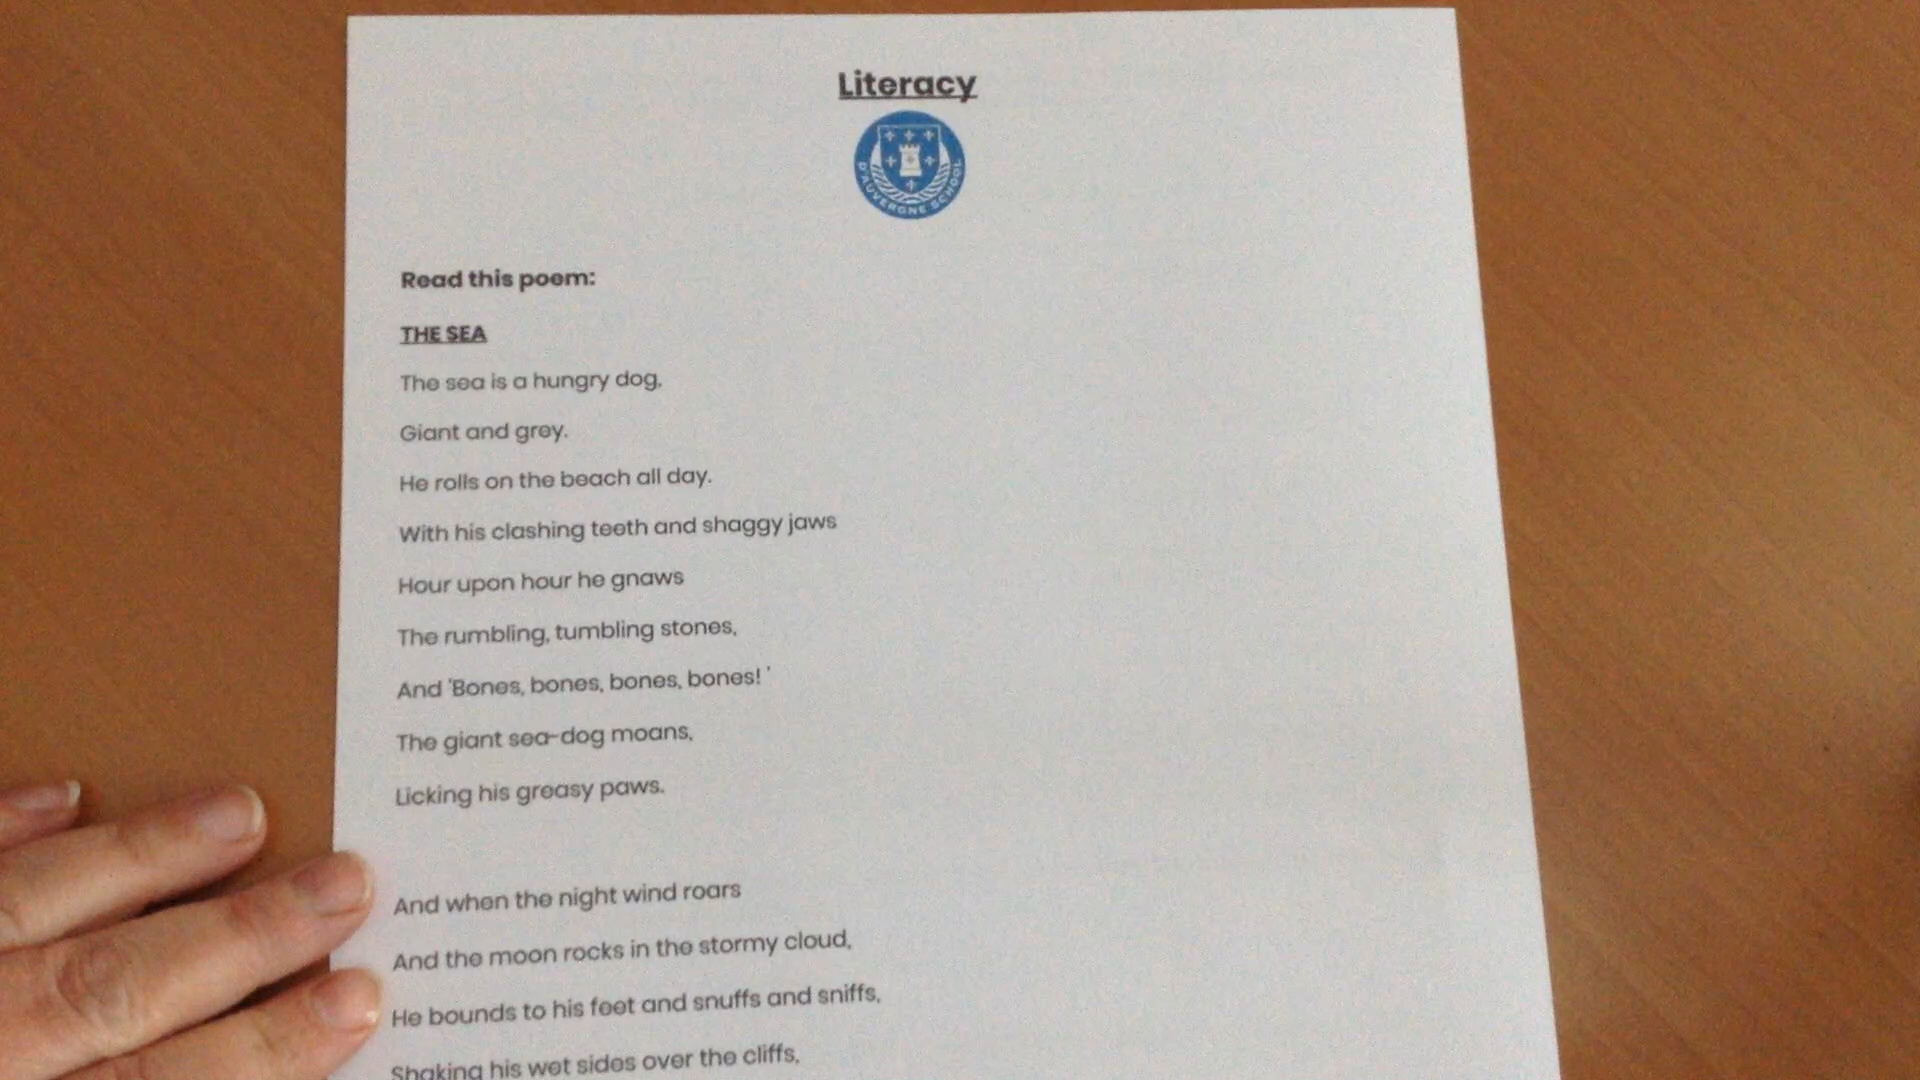 Literacy
D'AUVERGNE SCHOOL
Read this poem:
THE SEA
The sea is a hungry dog,
Giant and grey.
He rolls on the beach all day.
With his clashing teeth and shaggy jaws
Hour upon hour he gnaws
The rumbling, tumbling stones,
And 'Bones, bones, bones, bones! '
The giant sea-dog moans,
Licking his greasy paws.
And when the night wind roars
And the moon rocks in the stormy cloud,
He bounds to his feet and snuffs and sniffs,
Shaking his wet sides over the cliffs,